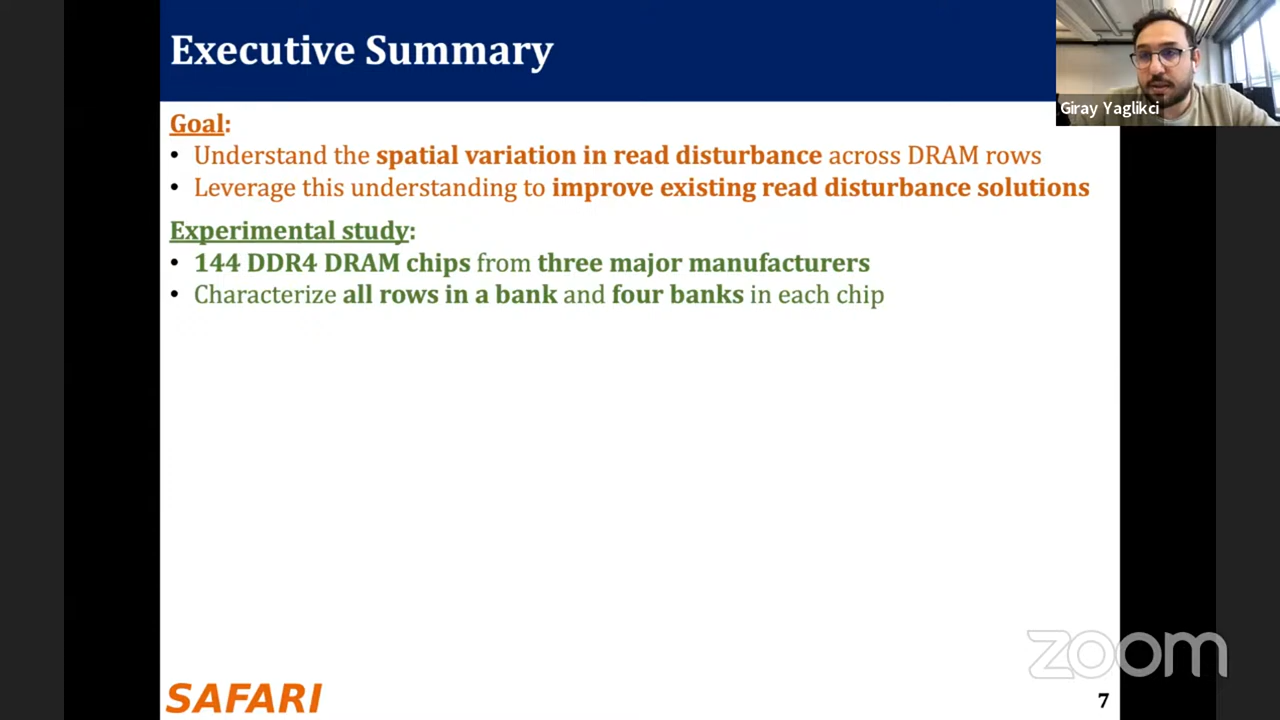 Executive Summary
Giray Yaglikci
Goal:
• Understand the spatial variation in read disturbance across DRAM rows
• Leverage this understanding to improve existing read disturbance solutions
Experimental study:
• 144 DDR4 DRAM chips from three major manufacturers
• Characterize all rows in a bank and four banks in each chip
zoom
SAFARI
7